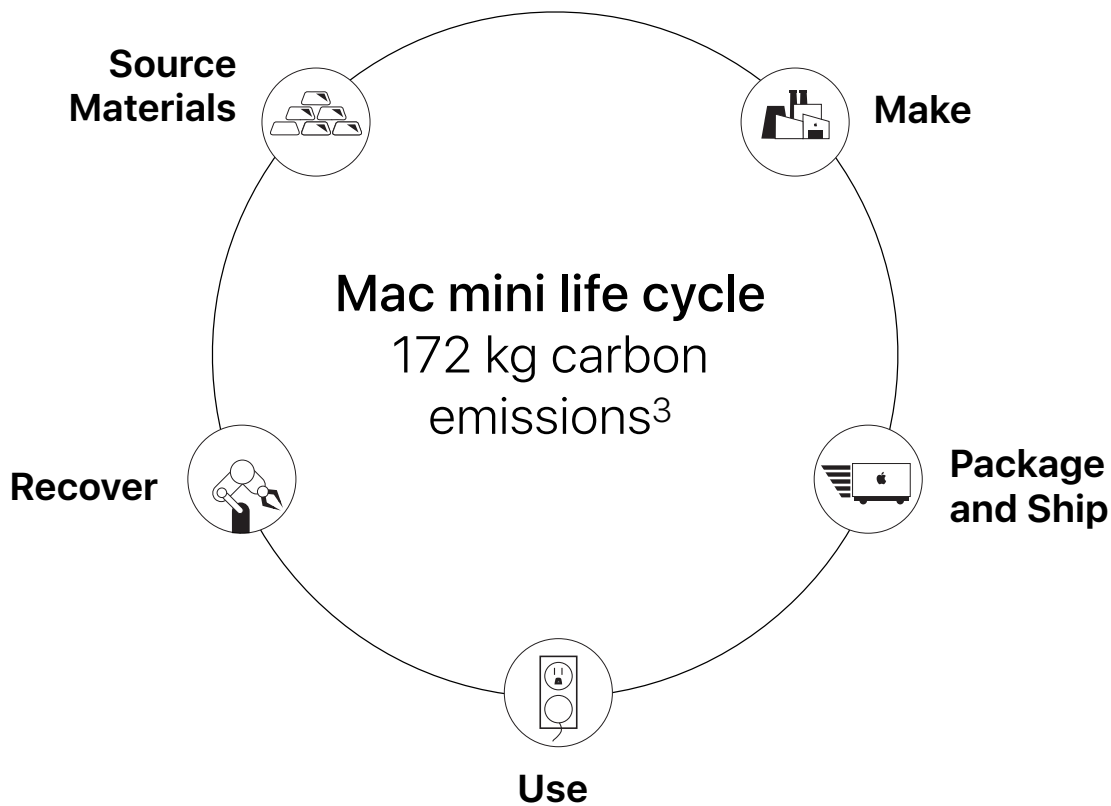 Source
Materials
Make
Mac mini life cycle
172 kg carbon
emissions³
Recover
Package
and Ship
Use